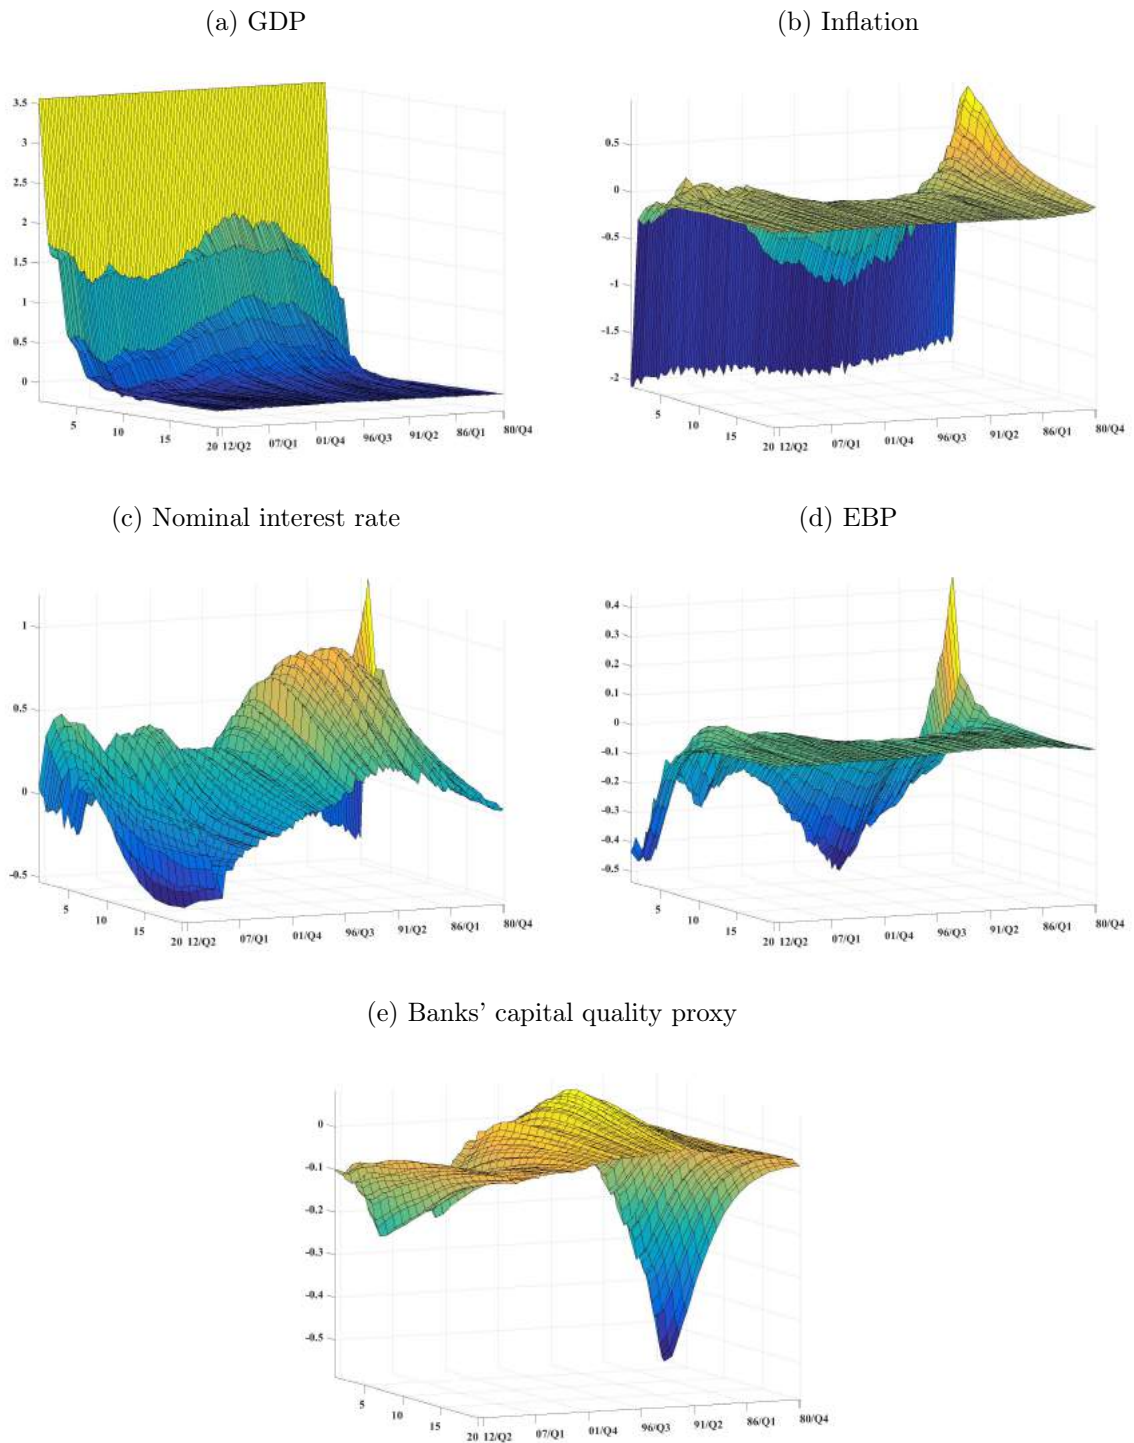 (a) GDP
(b) Inflation
3.5
3
2.5
2
1.5
1
0.5
0
5
10
15
20 12/Q2
07/Q1
01/Q4
96/Q3
91/Q2
86/Q1
80/Q4
0.5
0
-0.5
-1
-1.5
-2
5
10
15
20 12/Q2
07/Q1
01/Q4
96/Q3
91/Q2
86/Q1
80/Q4
(c) Nominal interest rate
(d) EBP
1
0.5
0
-0.5
5
10
15
20 12/Q2
07/Q1
01/Q4
96/Q3
91/Q2
86/Q1
80/Q4
0.4
0.3
0.2
0.1
0
-0.1
-0.2
-0.3
-0.4
-0.5
5
10
15
20 12/Q2
07/Q1
01/Q4
96/Q3
91/Q2
86/Q1
80/Q4
(e) Banks' capital quality proxy
0
-0.1
-0.2
-0.3
-0.4
-0.5
5
10
15
20 12/Q2
07/Q1
01/Q4
96/Q3
91/Q2
86/Q1
80/Q4